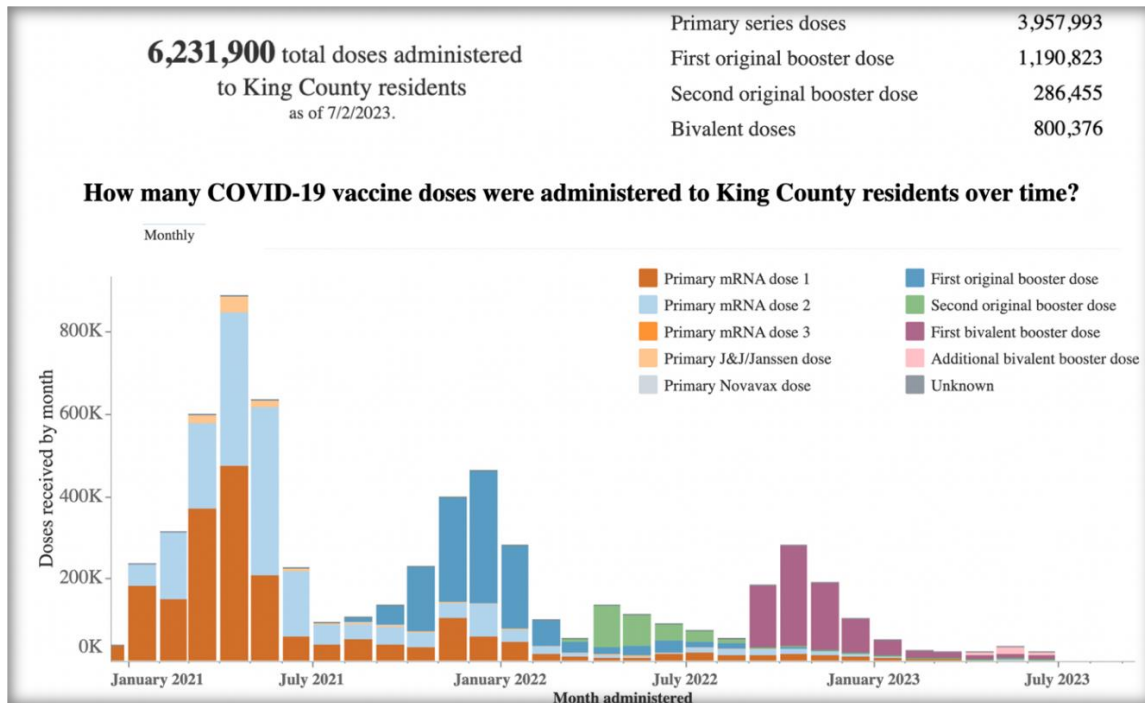 6,231,900 total doses administered
to King County residents
as of 7/2/2023.
Primary series doses 3,957,993
First original booster dose 1,190,823
Second original booster dose 286,455
Bivalent doses 800,376
How many COVID-19 vaccine doses were administered to King County residents over time?
Monthly
Primary mRNA dose 1
Primary mRNA dose 2
Primary mRNA dose 3
Primary J&J/Janssen dose
Primary Novavax dose
First original booster dose
Second original booster dose
First bivalent booster dose
Additional bivalent booster dose
Unknown
Doses received by month
800K
600K
400K
200K
0K
January 2021 July 2021 January 2022 July 2022 January 2023 July 2023
Month administered